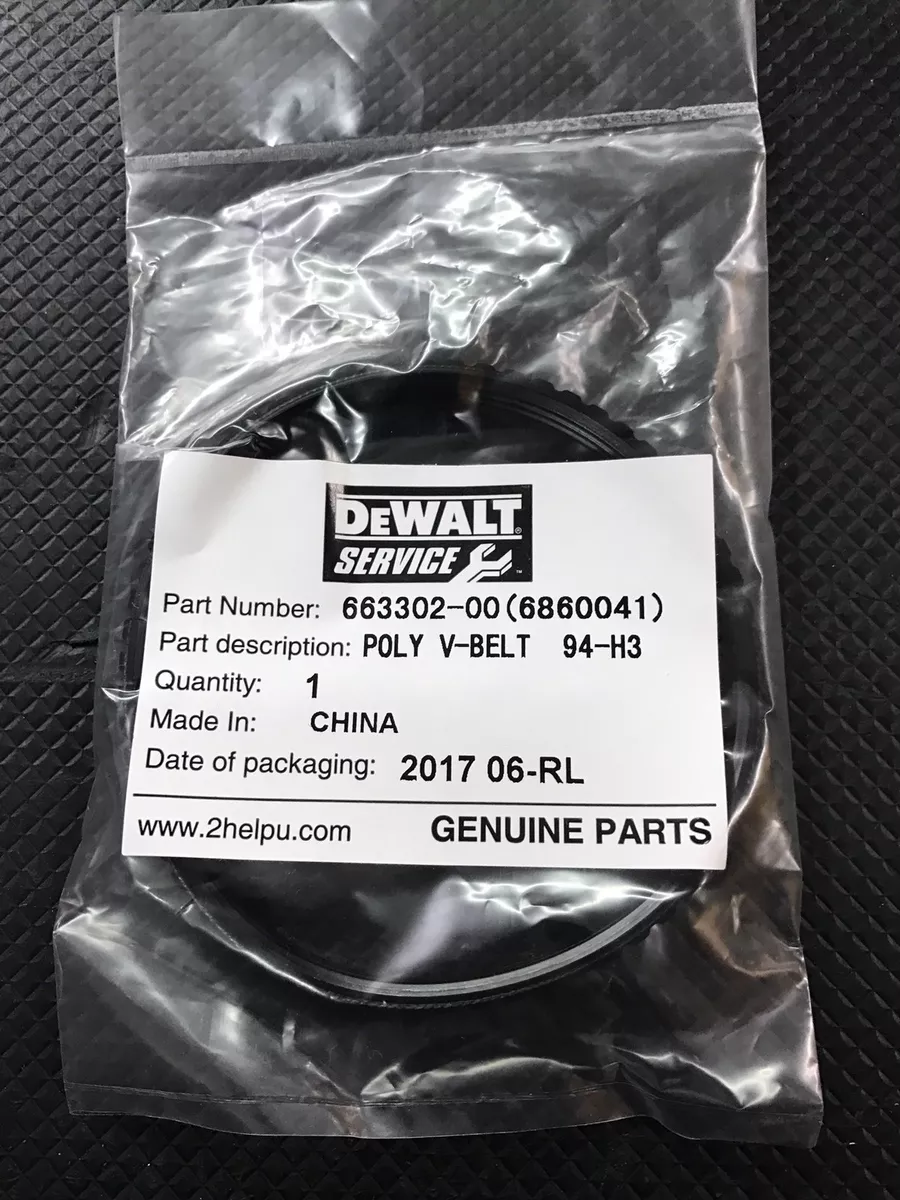 DEWALT®
SERVICE™
Part Number: 663302-00(6860041)
Part description: POLY V-BELT 94-H3
Quantity: 1
Made In: CHINA
Date of packaging: 2017 06-RL
www.2helpu.com GENUINE PARTS